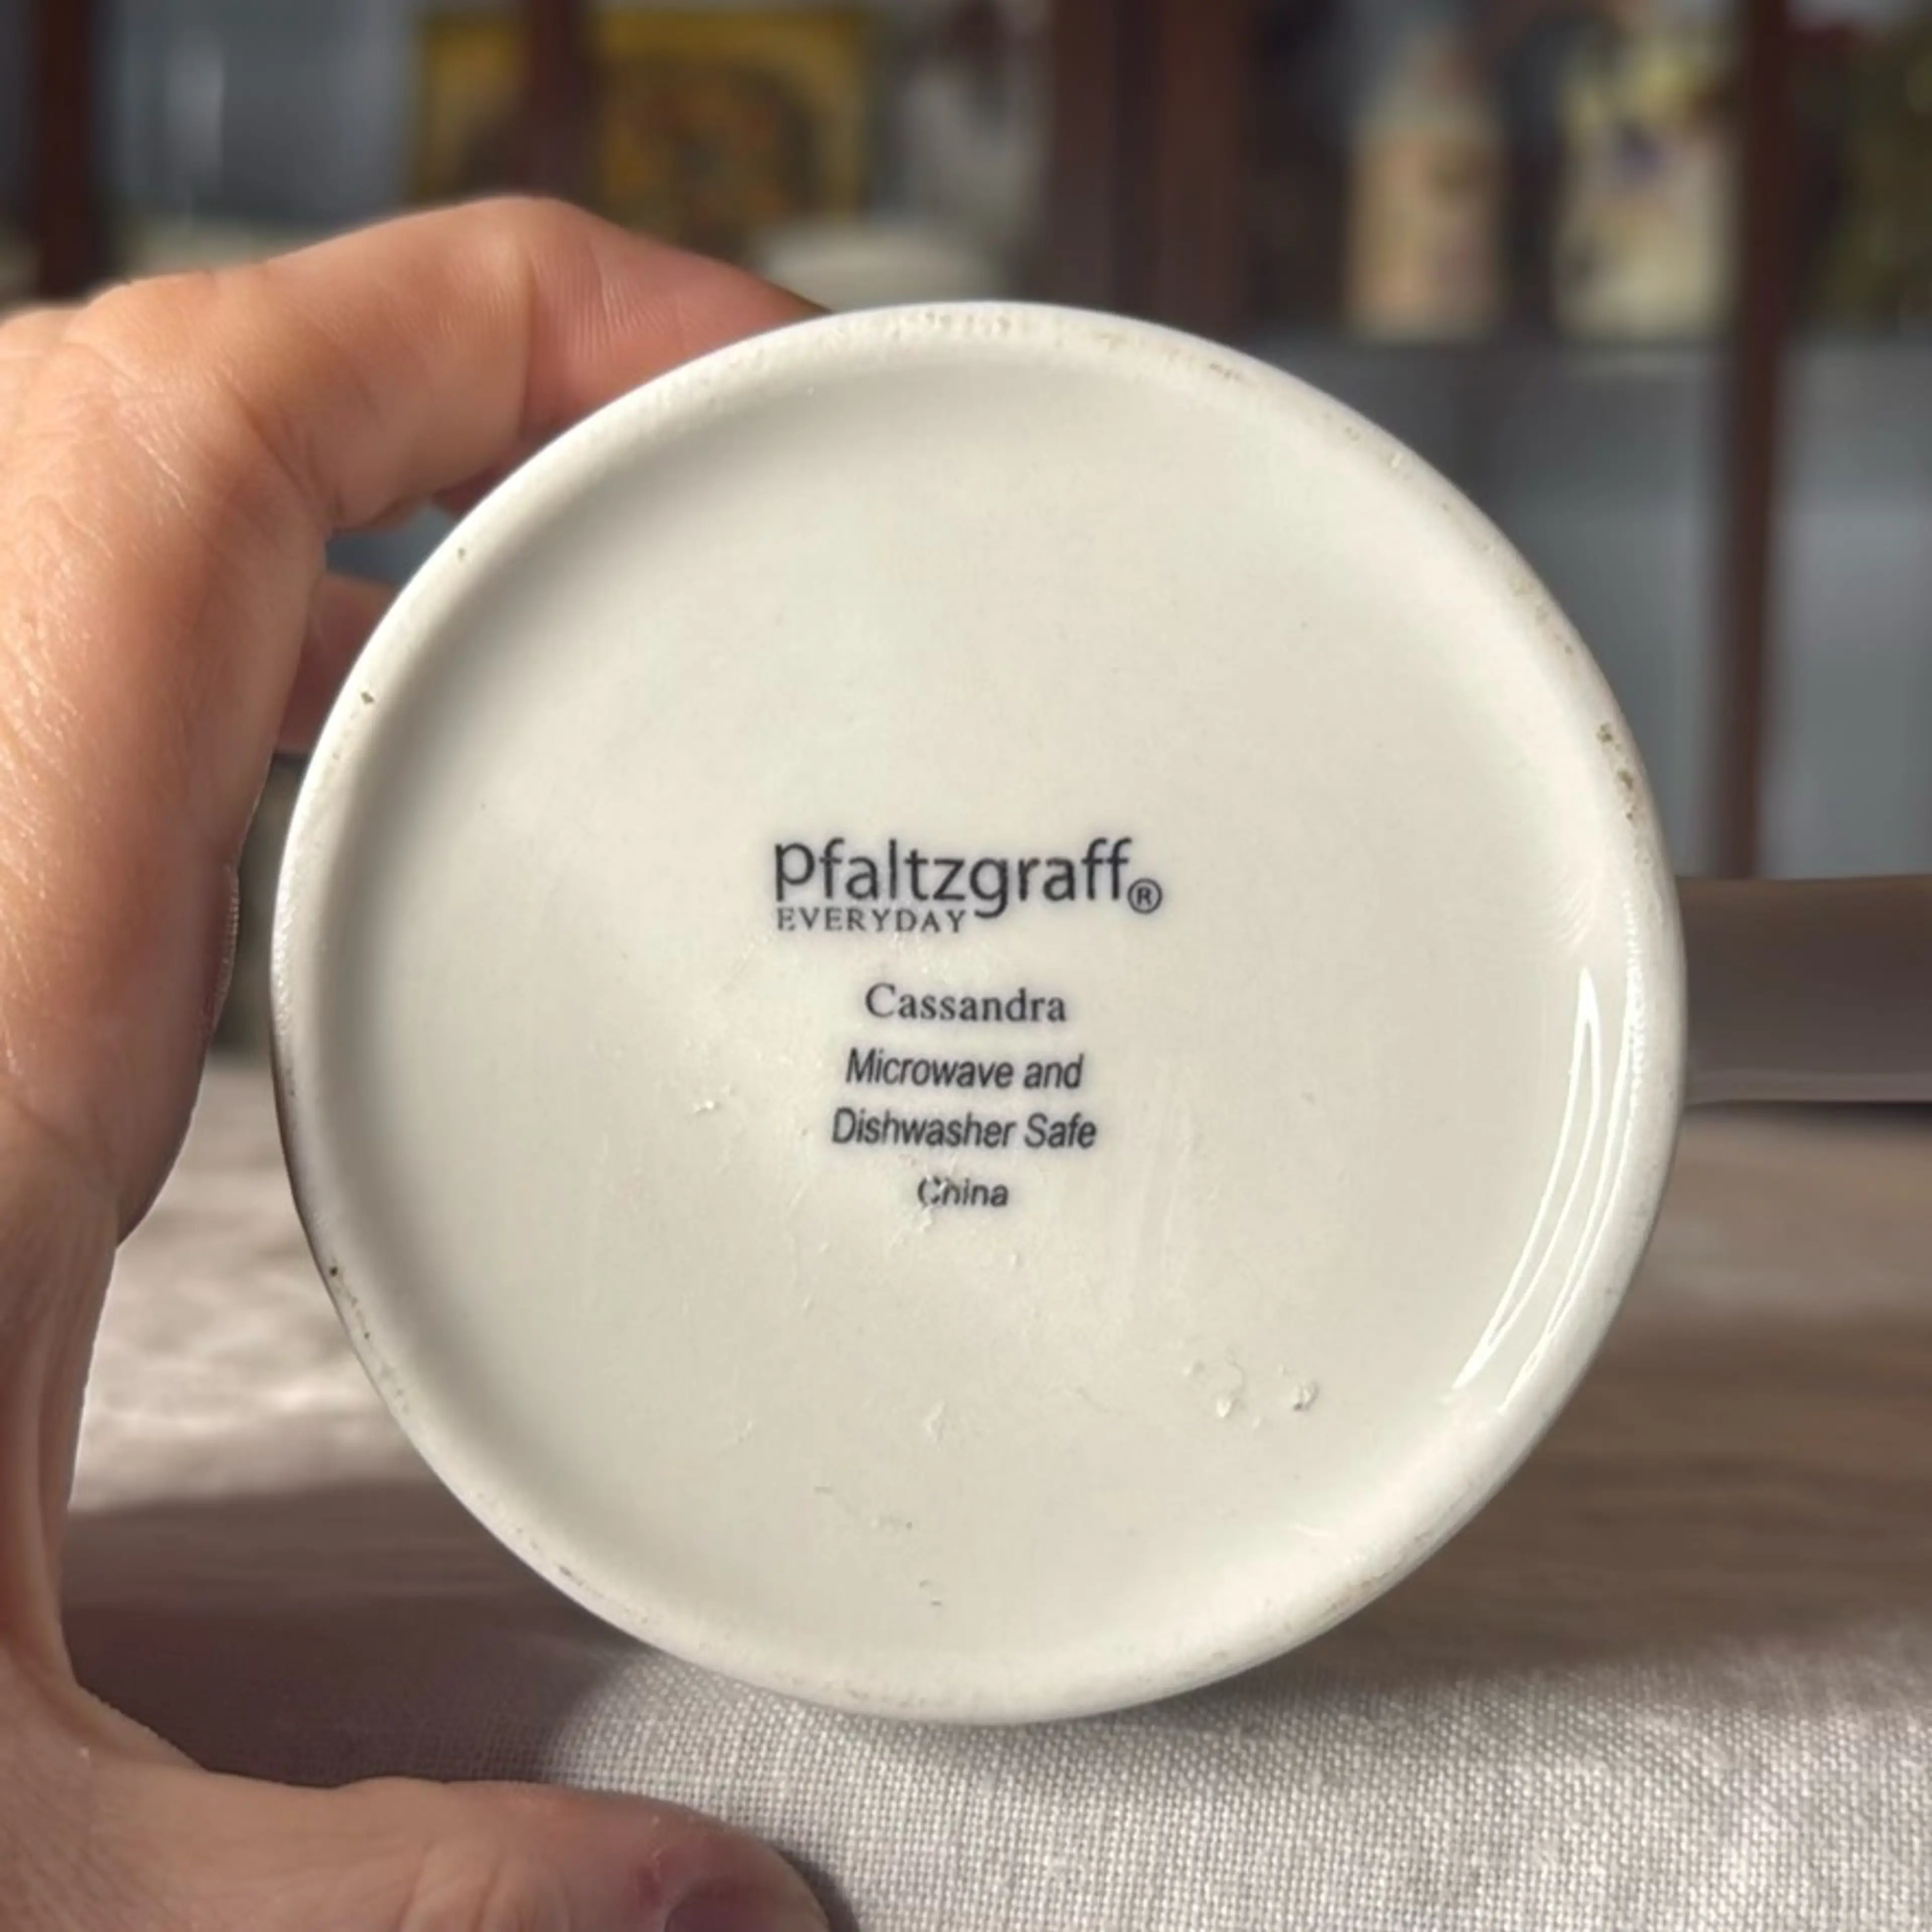 pfaltzgraff®
EVERYDAY
Cassandra
Microwave and
Dishwasher Safe
China